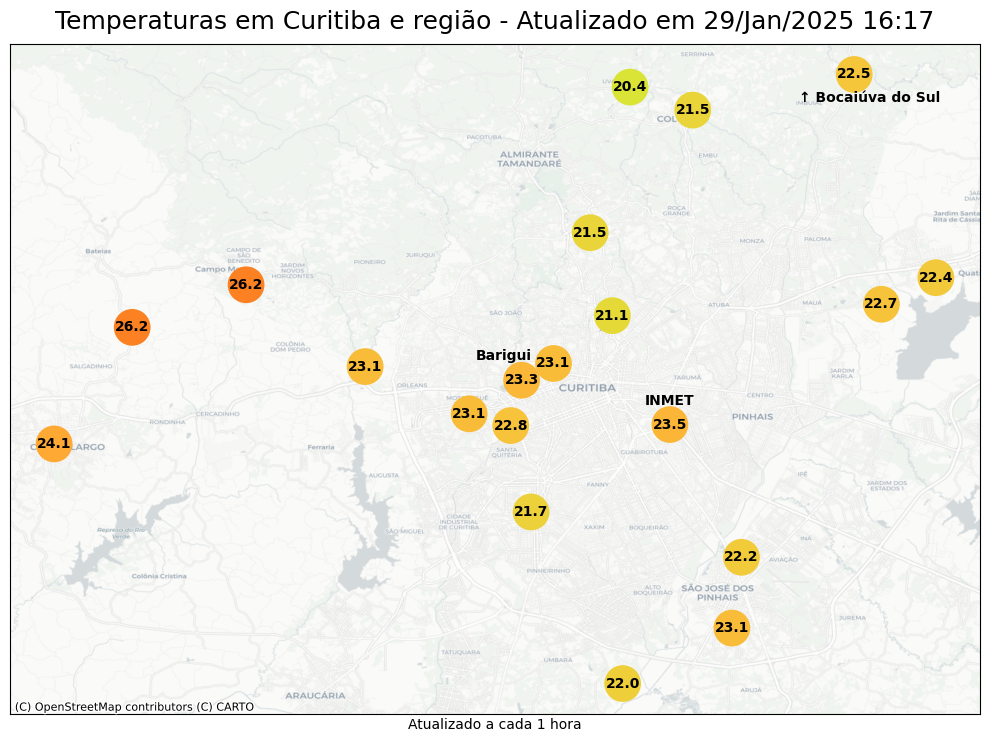 Temperaturas em Curitiba e região - Atualizado em 29/Jan/2025 16:17
SERRINHA
22.5
20.4
↑ Bocaiúva do Sul
21.5
PACOTUBA
ALMIRANTE
TAMANDARÉ
EMBU
ROÇA
GRANDE
Jardim Santa
Rita de Cássia
21.5
MONZA
PALOMA
Bateias
CAMPO DE
SÃO
BENEDITO
JURUQUI
PIONEIRO
JARDIM
NOVOS
HORIZONTES
Campo M
26.2
22.4
Quat
22.7
MAUÁ
ATUBA
SÃO JOÃO
21.1
26.2
COLÔNIA
DOM PEDRO
Barigui
23.1
23.1
SALGADINHO
JARDIM
KARLA
TARUMÃ
23.3
ORLEANS
CURITIBA
CENTRO
INMET
23.1
CERCADINHO
RONDINHA
PINHAIS
22.8
23.5
24.1
LARGO
Ferraria
SANTA
QUITÉRIA
GUABIROTUBA
AUGUSTA
IPÊ
FANNY
JARDIM DOS
ESTADOS I
21.7
CIDADE
INDUSTRIAL
DE CURITIBA
XAXIM
BOQUEIRÃO
SÃO MIGUEL
Represa do Rio
Verde
INÁ
22.2
AVIAÇÃO
PINHEIRINHO
Colônia Cristina
ALTO
BOQUEIRÃO
SÃO JOSÉ DOS
PINHAIS
JUREMA
23.1
TATUQUARA
UMBARÁ
22.0
ARUJÁ
ARAUCÁRIA
(C) OpenStreetMap contributors (C) CARTO
Atualizado a cada 1 hora